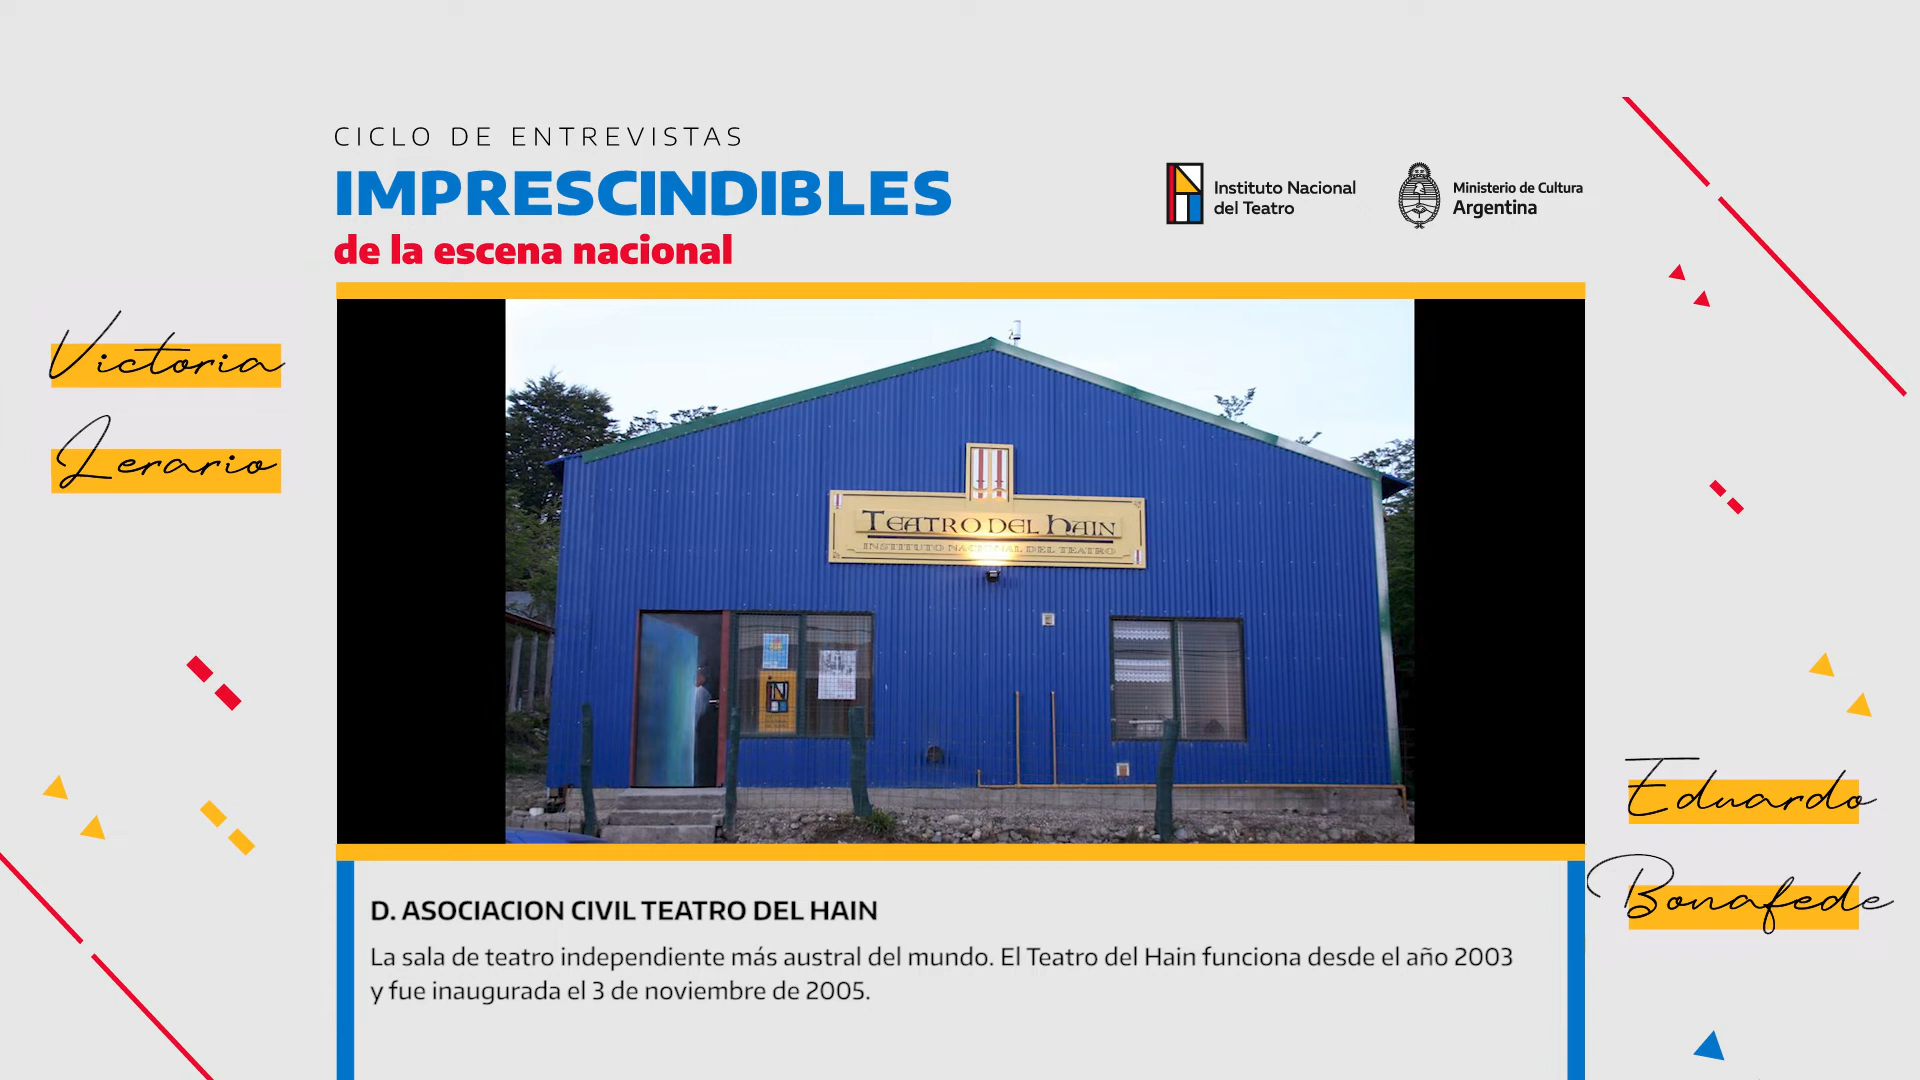 CICLO DE ENTREVISTAS
IMPRESCINDIBLES
de la escena nacional
Instituto Nacional
del Teatro
Ministerio de Cultura
Argentina
Victoria
Lerario
TEATRO DEL HAIN
INSTITUTO NACIONAL DEL TEATRO
Eduardo
Bonafede
D. ASOCIACION CIVIL TEATRO DEL HAIN
La sala de teatro independiente más austral del mundo. El Teatro del Hain funciona desde el año 2003
y fue inaugurada el 3 de noviembre de 2005.